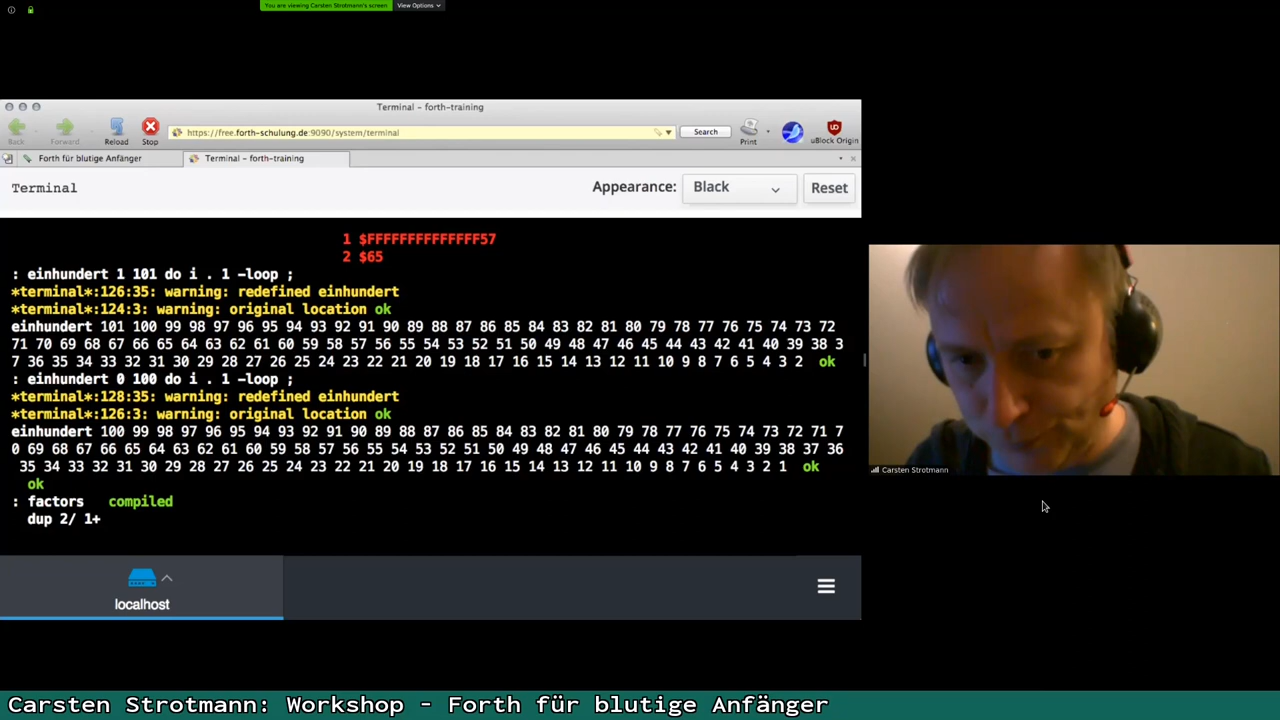 You are viewing Carsten Strotmann's screen View Options
Terminal - forth-training
Back Forward Reload Stop https://free.forth-schulung.de:9090/system/terminal Search Print uBlock Origin
Forth für blutige Anfänger Terminal - forth-training
Terminal Appearance: Black Reset
1 $FFFFFFFFFFFFFF57
2 $65
: einhundert 1 101 do i . 1 -loop ;
*terminal*:126:35: warning: redefined einhundert
*terminal*:124:3: warning: original location ok
einhundert 101 100 99 98 97 96 95 94 93 92 91 90 89 88 87 86 85 84 83 82 81 80 79 78 77 76 75 74 73 72
71 70 69 68 67 66 65 64 63 62 61 60 59 58 57 56 55 54 53 52 51 50 49 48 47 46 45 44 43 42 41 40 39 38 3
7 36 35 34 33 32 31 30 29 28 27 26 25 24 23 22 21 20 19 18 17 16 15 14 13 12 11 10 9 8 7 6 5 4 3 2 ok
: einhundert 0 100 do i . 1 -loop ;
*terminal*:128:35: warning: redefined einhundert
*terminal*:126:3: warning: original location ok
einhundert 100 99 98 97 96 95 94 93 92 91 90 89 88 87 86 85 84 83 82 81 80 79 78 77 76 75 74 73 72 71 7
0 69 68 67 66 65 64 63 62 61 60 59 58 57 56 55 54 53 52 51 50 49 48 47 46 45 44 43 42 41 40 39 38 37 36
35 34 33 32 31 30 29 28 27 26 25 24 23 22 21 20 19 18 17 16 15 14 13 12 11 10 9 8 7 6 5 4 3 2 1 ok
ok
: factors compiled
dup 2/ 1+
Carsten Strotmann
localhost
Carsten Strotmann: Workshop - Forth für blutige Anfänger